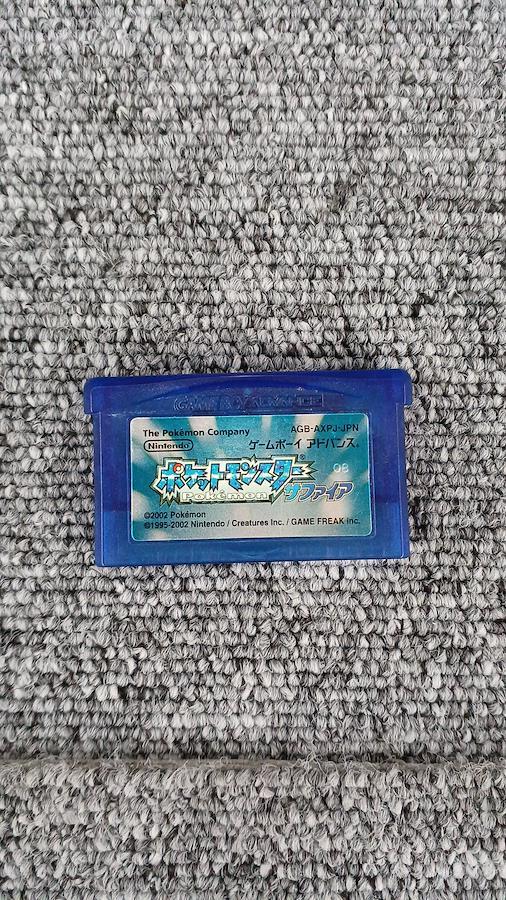 GAME BOY ADVANCE
The Pokémon Company AGB-AXPJ-JPN
Nintendo ゲームボーイ アドバンス®
ポケットモンスター® 08
Pokémon サファイア
©2002 Pokémon
©1995-2002 Nintendo / Creatures Inc. / GAME FREAK inc.